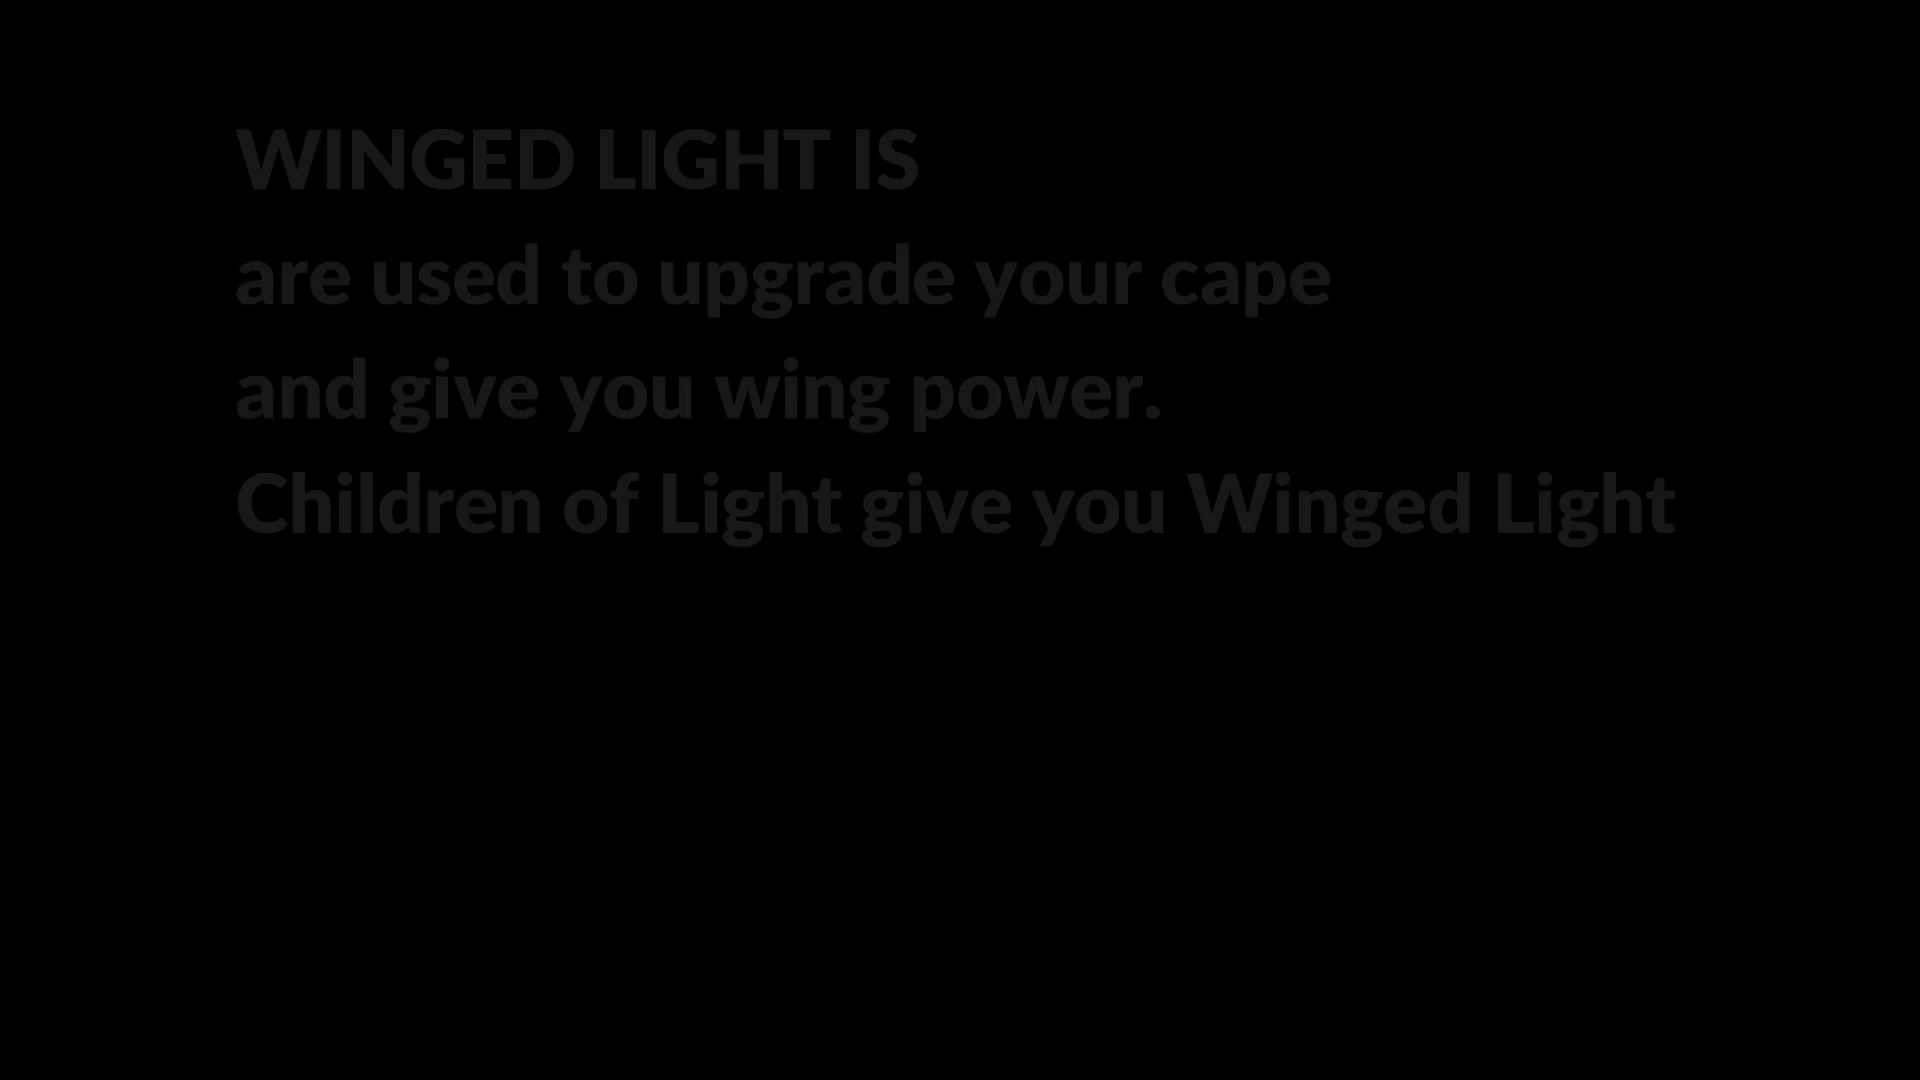 WINGED LIGHT IS
are used to upgrade your cape
and give you wing power.
Children of Light give you Winged Light